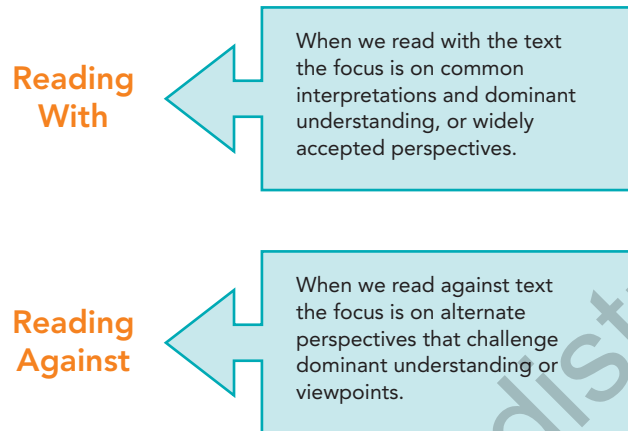 Reading
With
When we read with the text
the focus is on common
interpretations and dominant
understanding, or widely
accepted perspectives.
Reading
Against
When we read against text
the focus is on alternate
perspectives that challenge
dominant understanding or
viewpoints.
dist